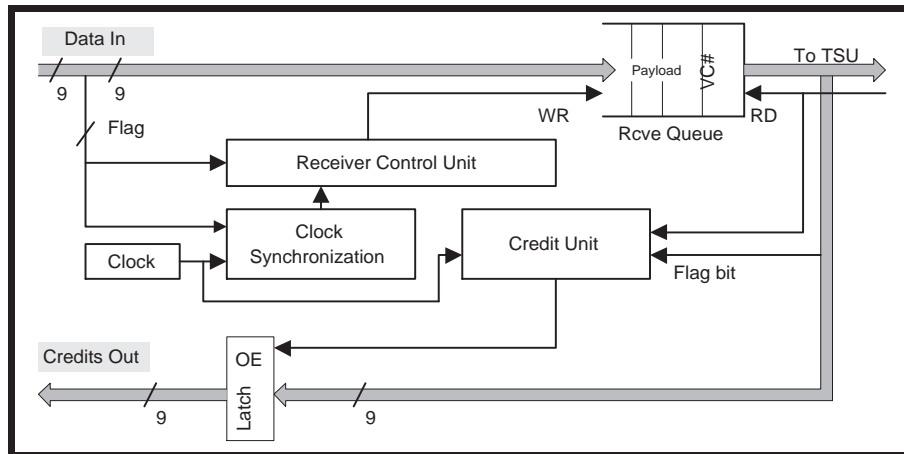 Data In
To TSU
Payload
VC#
9
9
Flag
WR
RD
Rcve Queue
Receiver Control Unit
Clock
Synchronization
Credit Unit
Clock
Flag bit
Credits Out
OE
Latch
9
9